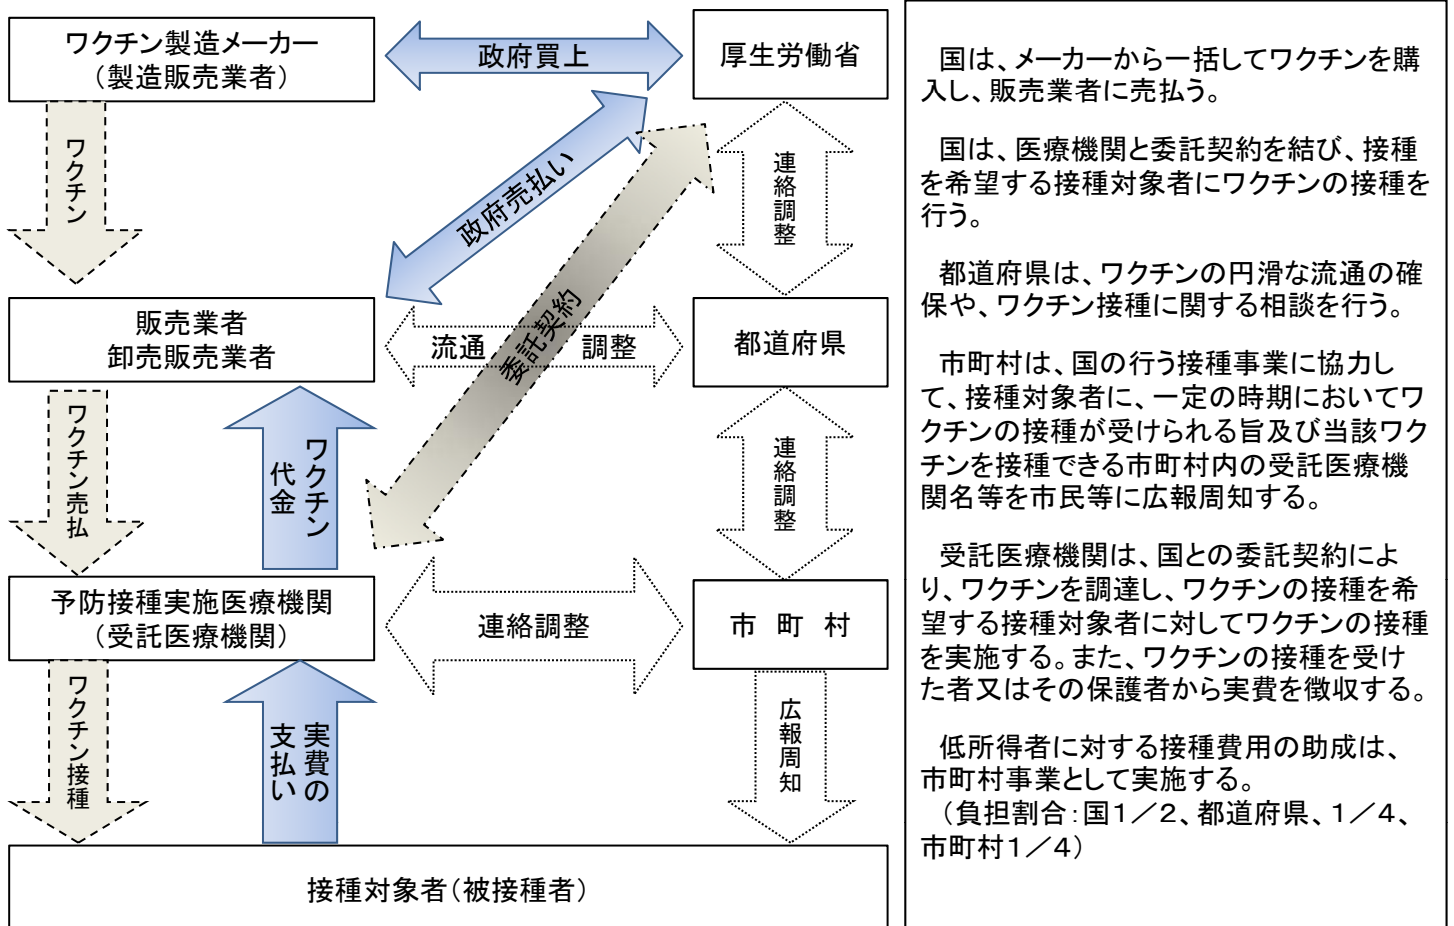 ワクチン製造メーカー
（製造販売業者）
政府買上
厚生労働省
ワクチン
政府売払い
連絡調整
委託契約
販売業者
卸売販売業者
流通　調整
都道府県
ワクチン売払
ワクチン
代金
連絡調整
予防接種実施医療機関
（受託医療機関）
連絡調整
市 町 村
ワクチン接種
実費の
支払い
広報周知
接種対象者（被接種者）
国は、メーカーから一括してワクチンを購
入し、販売業者に売払う。
国は、医療機関と委託契約を結び、接種
を希望する接種対象者にワクチンの接種を
行う。
都道府県は、ワクチンの円滑な流通の確
保や、ワクチン接種に関する相談を行う。
市町村は、国の行う接種事業に協力し
て、接種対象者に、一定の時期においてワ
クチンの接種が受けられる旨及び当該ワク
チンを接種できる市町村内の受託医療機
関名等を市民等に広報周知する。
受託医療機関は、国との委託契約によ
り、ワクチンを調達し、ワクチンの接種を希
望する接種対象者に対してワクチンの接種
を実施する。また、ワクチンの接種を受け
た者又はその保護者から実費を徴収する。
低所得者に対する接種費用の助成は、
市町村事業として実施する。
（負担割合：国１／２、都道府県、１／４、
市町村１／４）